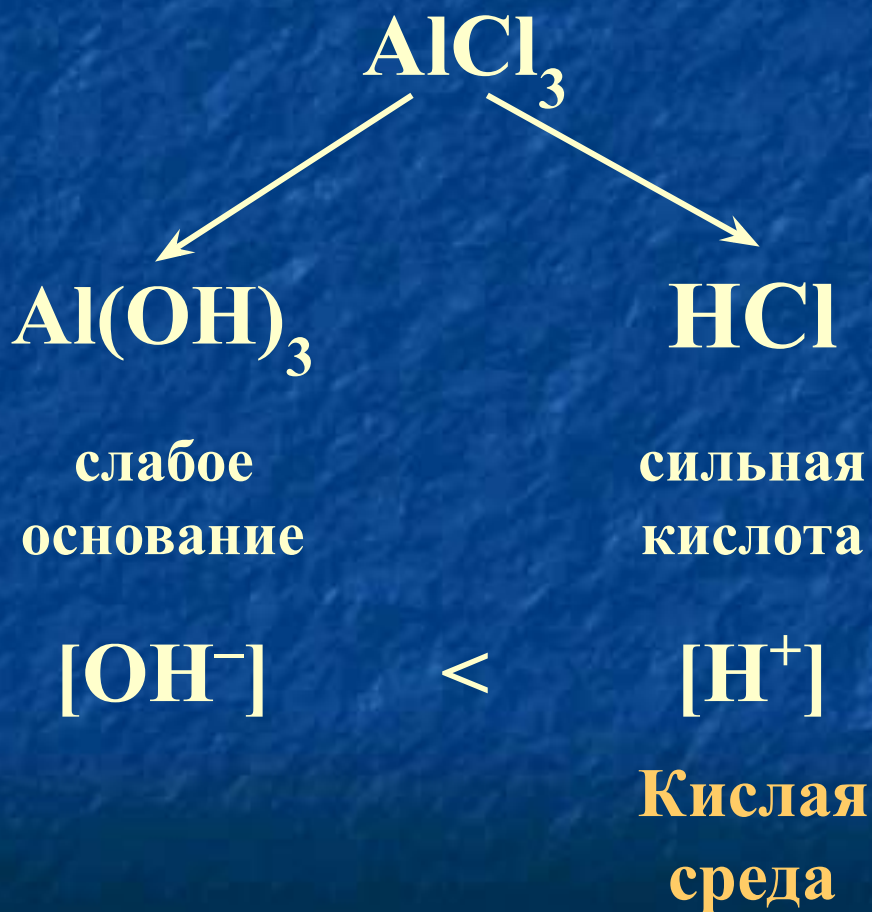 AlCl₃
Al(OH)₃ HCl
слабое сильная
основание кислота
[OH⁻] < [H⁺]
Кислая
среда